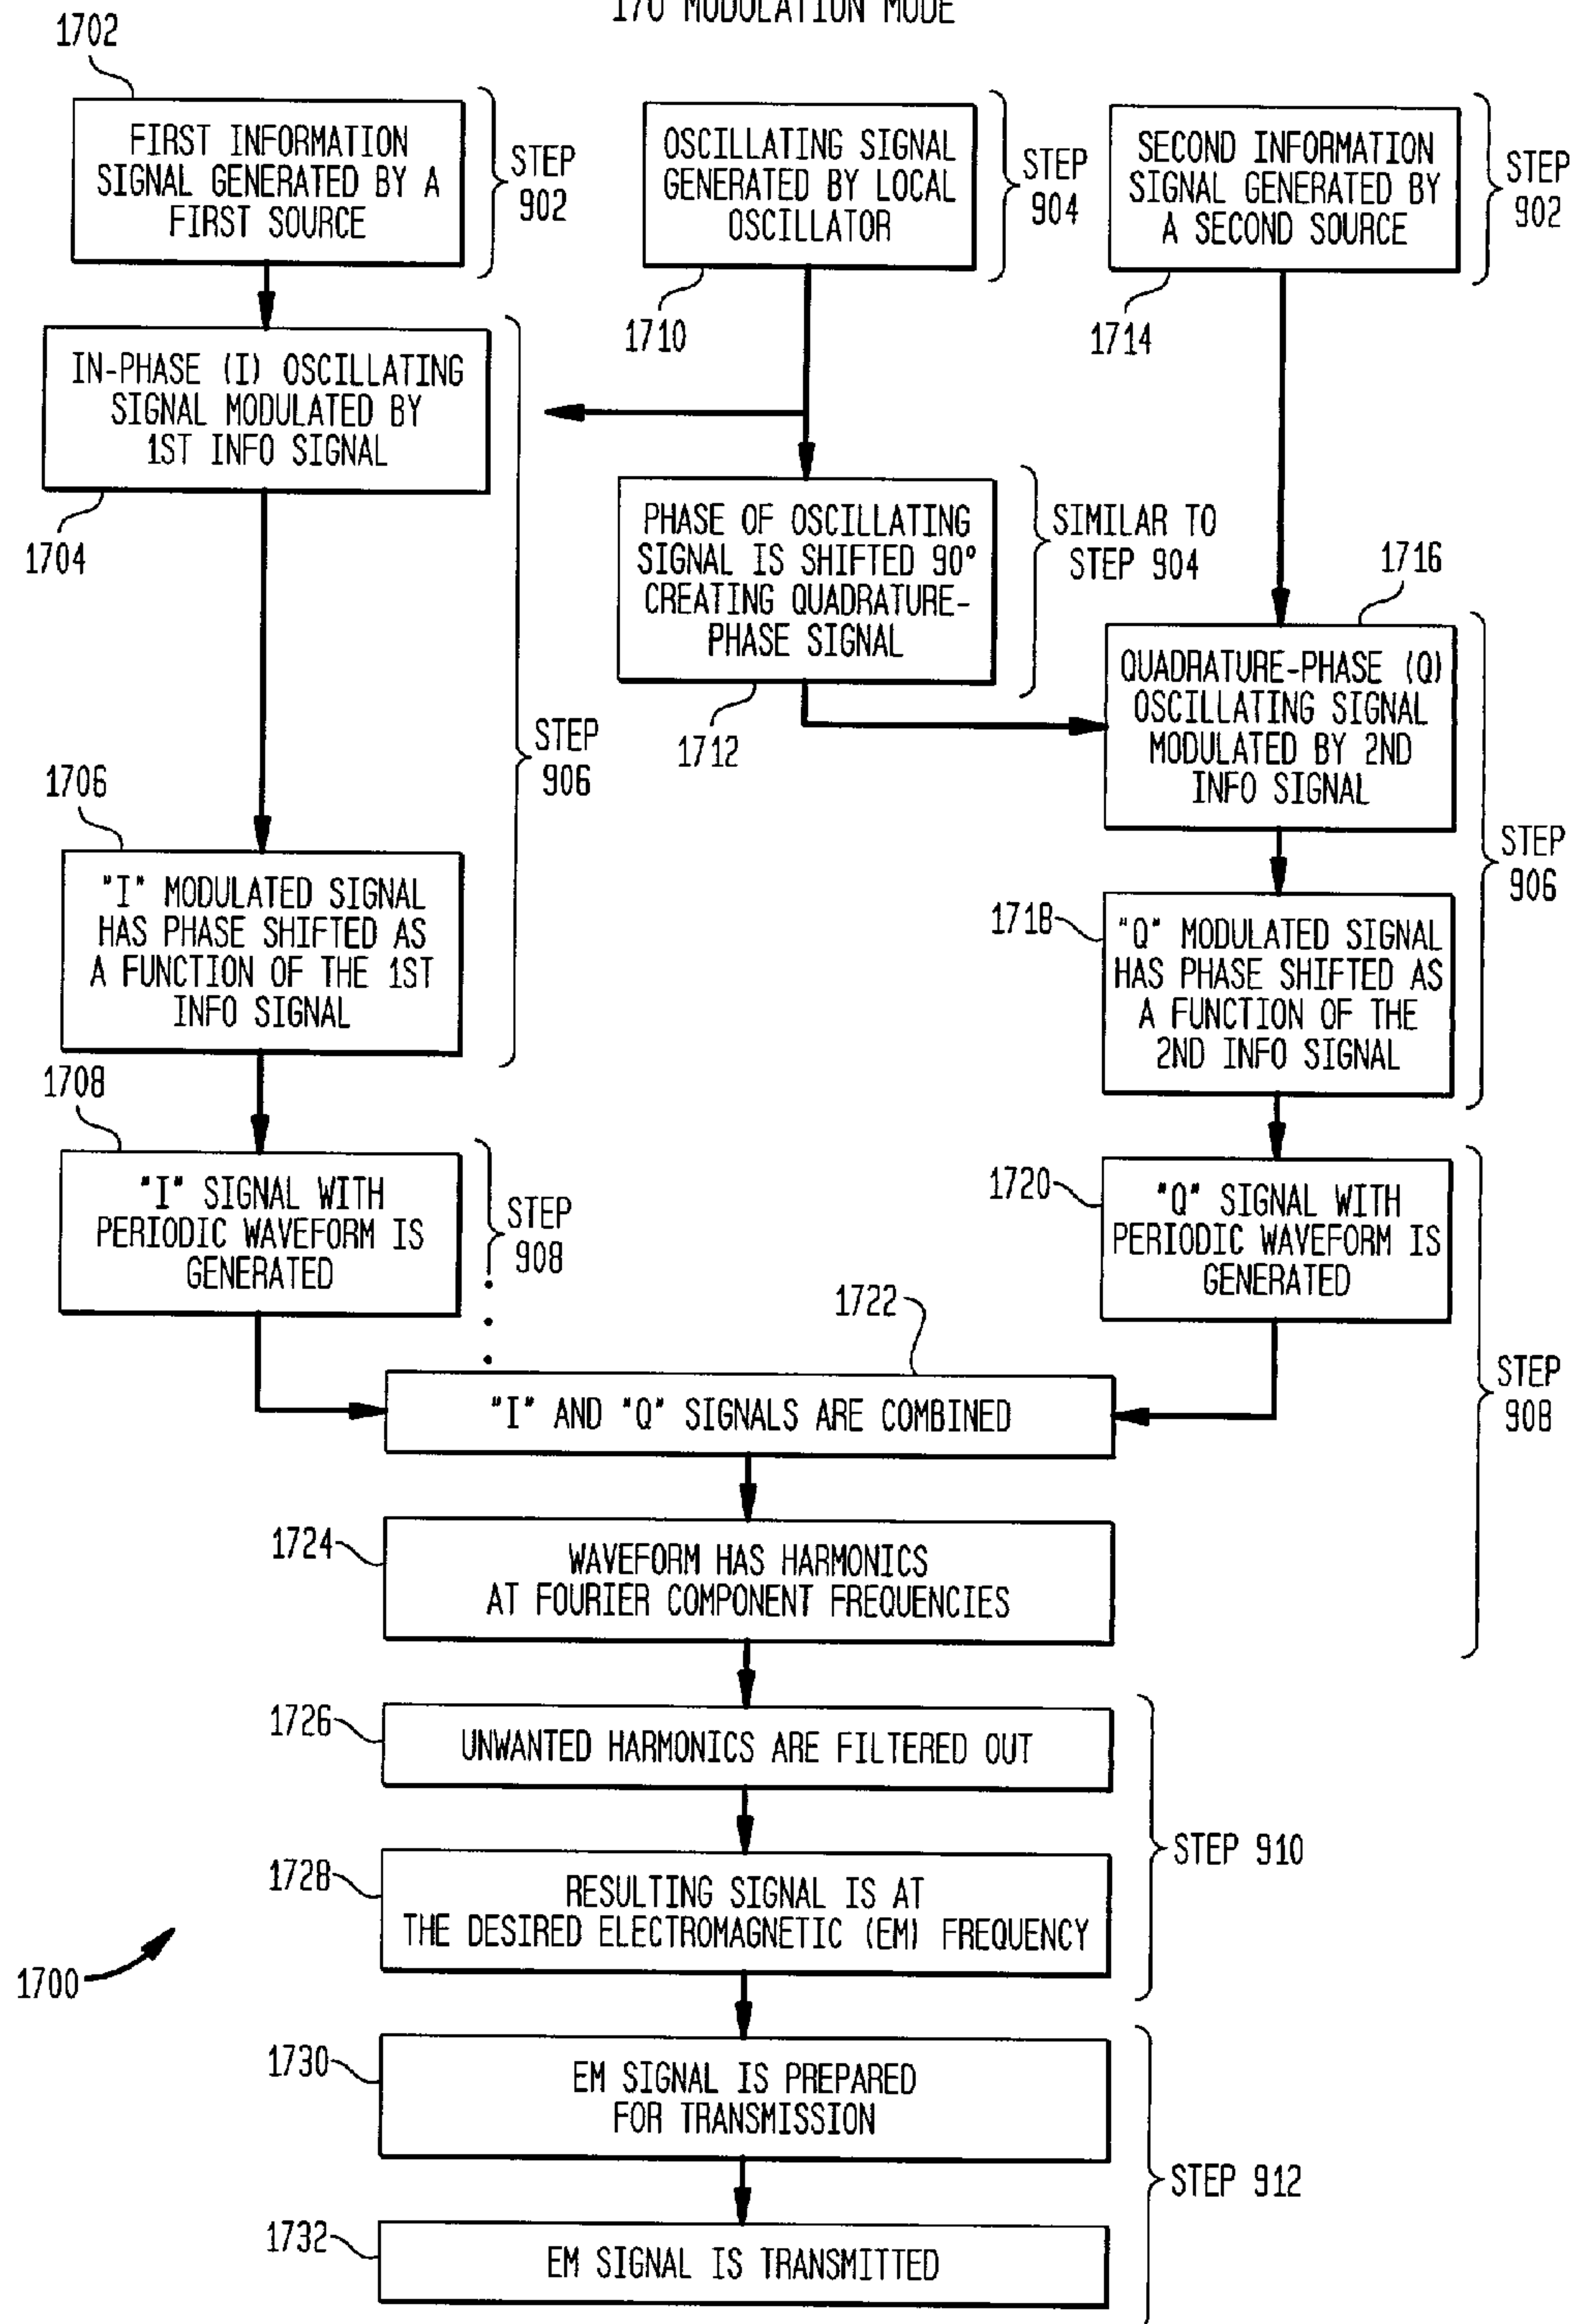 I/Q MODULATION MODE
1702
FIRST INFORMATION
SIGNAL GENERATED BY A
FIRST SOURCE
STEP
902
OSCILLATING SIGNAL
GENERATED BY LOCAL
OSCILLATOR
STEP
904
1710
SECOND INFORMATION
SIGNAL GENERATED BY
A SECOND SOURCE
STEP
902
1714
IN-PHASE (I) OSCILLATING
SIGNAL MODULATED BY
1ST INFO SIGNAL
1704
PHASE OF OSCILLATING
SIGNAL IS SHIFTED 90°
CREATING QUADRATURE-
PHASE SIGNAL
SIMILAR TO
STEP 904
1712
1716
QUADRATURE-PHASE (Q)
OSCILLATING SIGNAL
MODULATED BY 2ND
INFO SIGNAL
STEP
906
1706
"I" MODULATED SIGNAL
HAS PHASE SHIFTED AS
A FUNCTION OF THE 1ST
INFO SIGNAL
STEP
906
1718
"Q" MODULATED SIGNAL
HAS PHASE SHIFTED AS
A FUNCTION OF THE
2ND INFO SIGNAL
1708
"I" SIGNAL WITH
PERIODIC WAVEFORM IS
GENERATED
STEP
908
1720
"Q" SIGNAL WITH
PERIODIC WAVEFORM IS
GENERATED
1722
"I" AND "Q" SIGNALS ARE COMBINED
STEP
908
1724
WAVEFORM HAS HARMONICS
AT FOURIER COMPONENT FREQUENCIES
1726
UNWANTED HARMONICS ARE FILTERED OUT
STEP 910
1728
RESULTING SIGNAL IS AT
THE DESIRED ELECTROMAGNETIC (EM) FREQUENCY
1700
1730
EM SIGNAL IS PREPARED
FOR TRANSMISSION
STEP 912
1732
EM SIGNAL IS TRANSMITTED